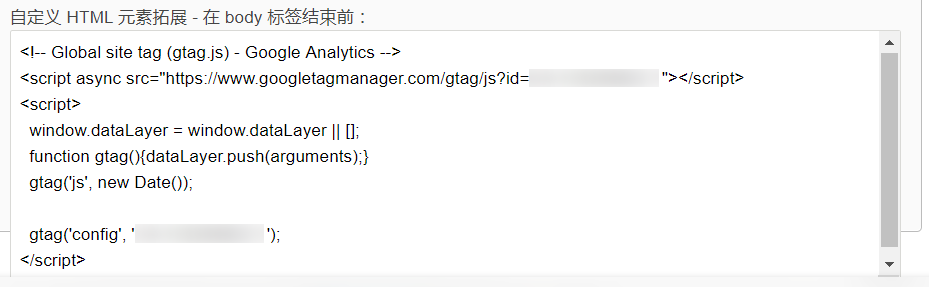 自定义 HTML 元素拓展 - 在 body 标签结束前：
<!-- Global site tag (gtag.js) - Google Analytics -->
<script async src="https://www.googletagmanager.com/gtag/js?id= "></script>
<script>
window.dataLayer = window.dataLayer || [];
function gtag(){dataLayer.push(arguments);}
gtag('js', new Date());
gtag('config', ' ');
</script>